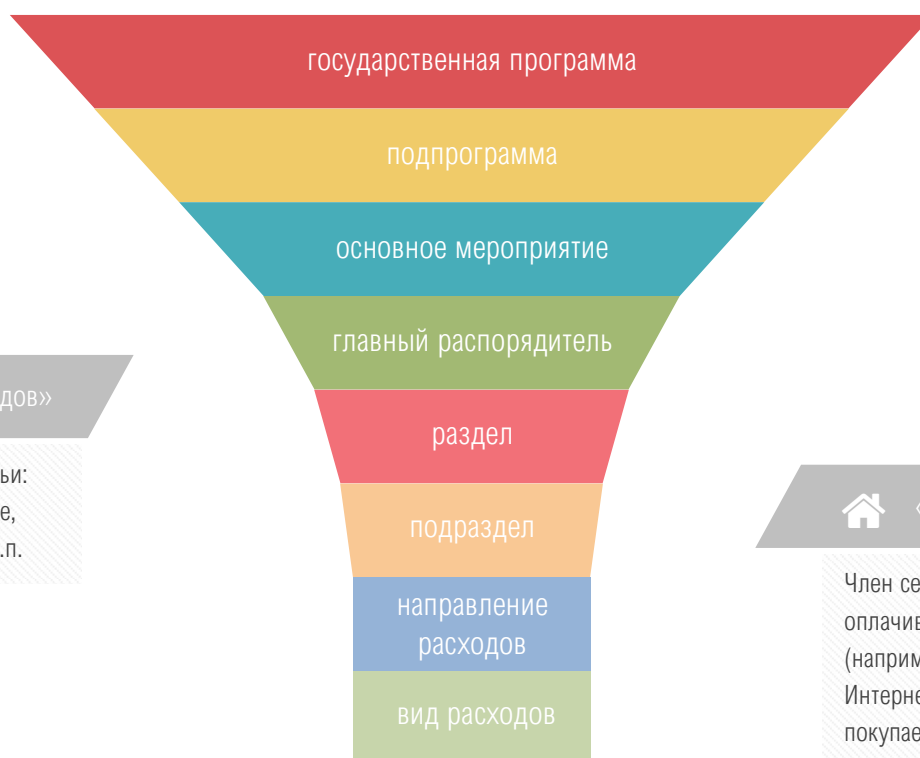 государственная программа
подпрограмма
основное мероприятие
главный распорядитель
раздел
подраздел
направление
расходов
вид расходов
дов»
ьи:
е,
.п.
«
Член се
оплачив
(наприм
Интерне
покупае